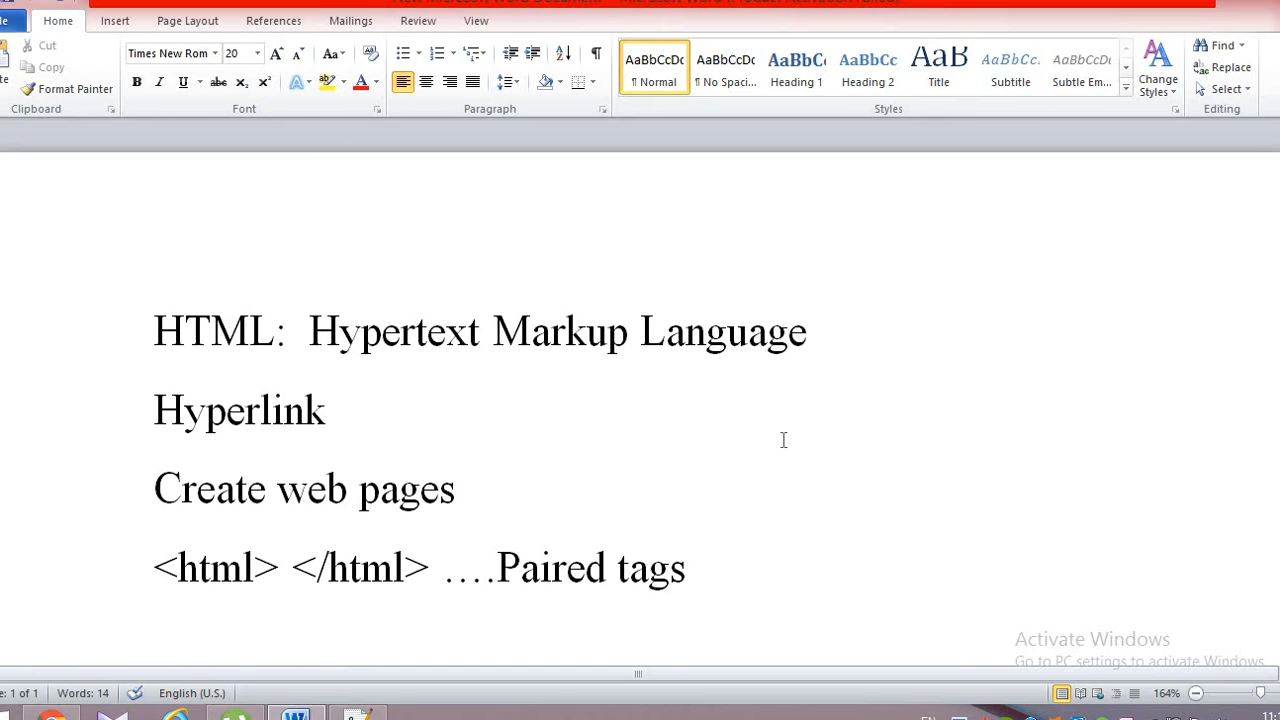 Home Insert Page Layout References Mailings Review View
Cut
Copy
Format Painter
Clipboard
Times New Rom 20
Font
Paragraph
AaBbCcDc AaBbCcDc AaBbC AaBbCc AaB AaBbCc. AaBbCcDc
¶ Normal ¶ No Spaci... Heading 1 Heading 2 Title Subtitle Subtle Em...
Change
Styles
Styles
Find
Replace
Select
Editing
HTML: Hypertext Markup Language
Hyperlink
Create web pages
<html> </html> ….Paired tags
Activate Windows
Go to PC settings to activate Windows.
1 of 1 Words: 14 English (U.S.) 164%